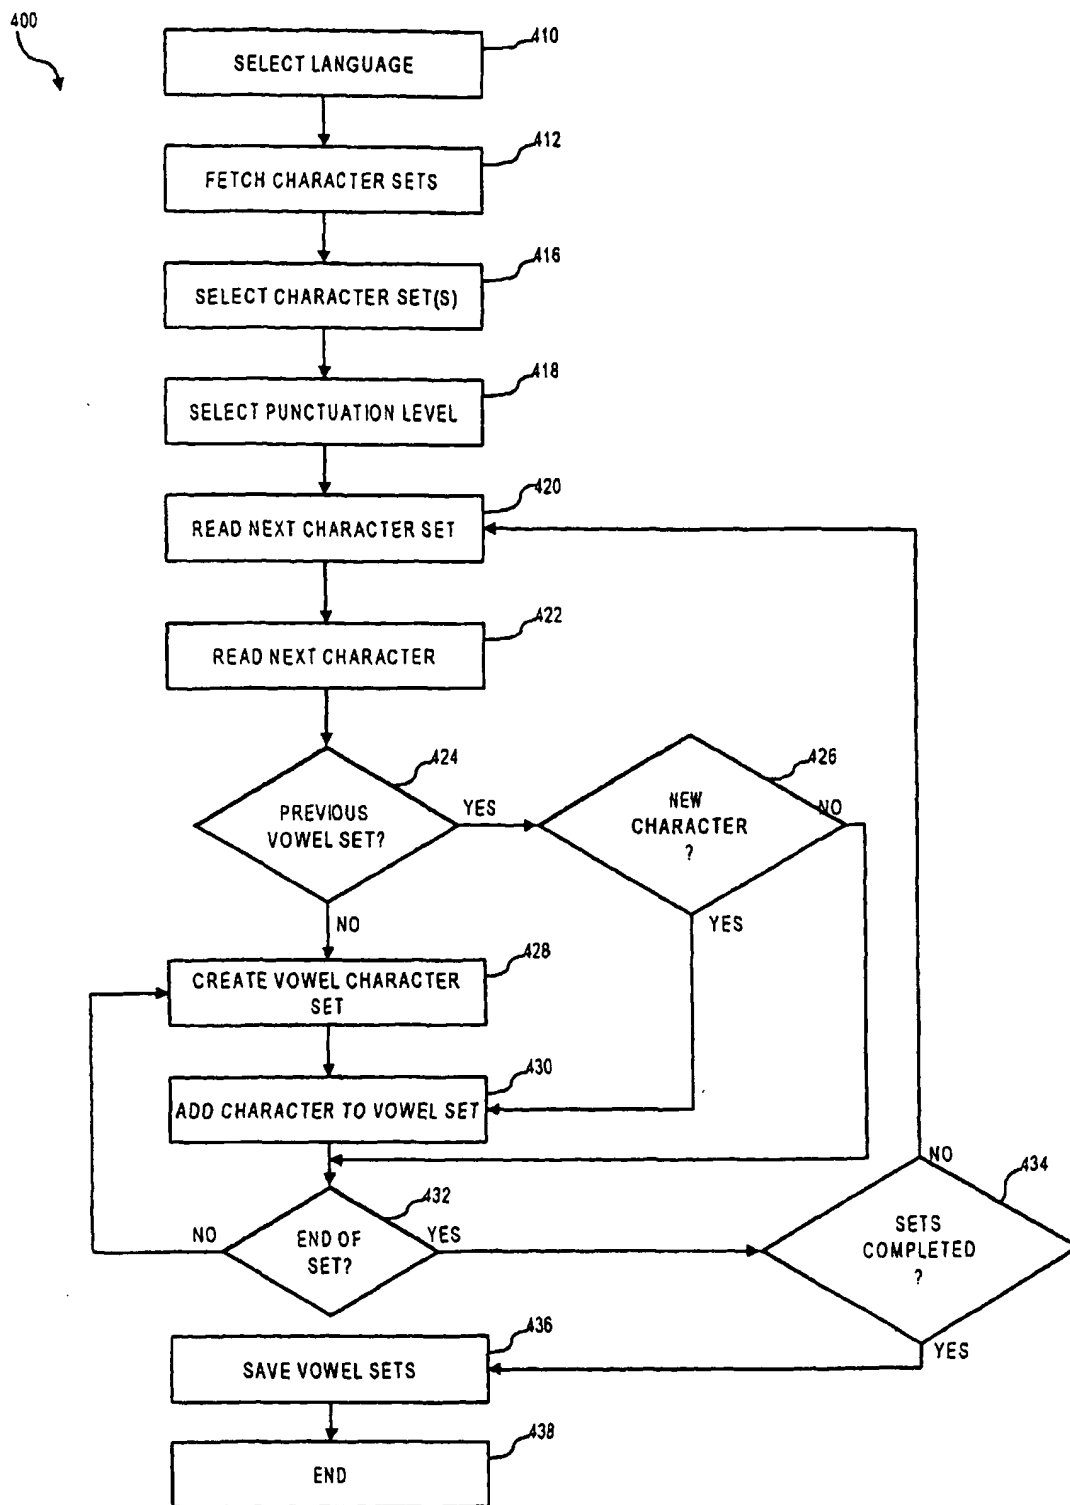 400
410
SELECT LANGUAGE
412
FETCH CHARACTER SETS
416
SELECT CHARACTER SET(S)
418
SELECT PUNCTUATION LEVEL
420
READ NEXT CHARACTER SET
422
READ NEXT CHARACTER
424
PREVIOUS
VOWEL SET?
YES
NO
426
NEW
CHARACTER
?
NO
YES
428
CREATE VOWEL CHARACTER
SET
430
ADD CHARACTER TO VOWEL SET
432
END OF
SET?
NO
YES
434
SETS
COMPLETED
?
NO
YES
436
SAVE VOWEL SETS
438
END